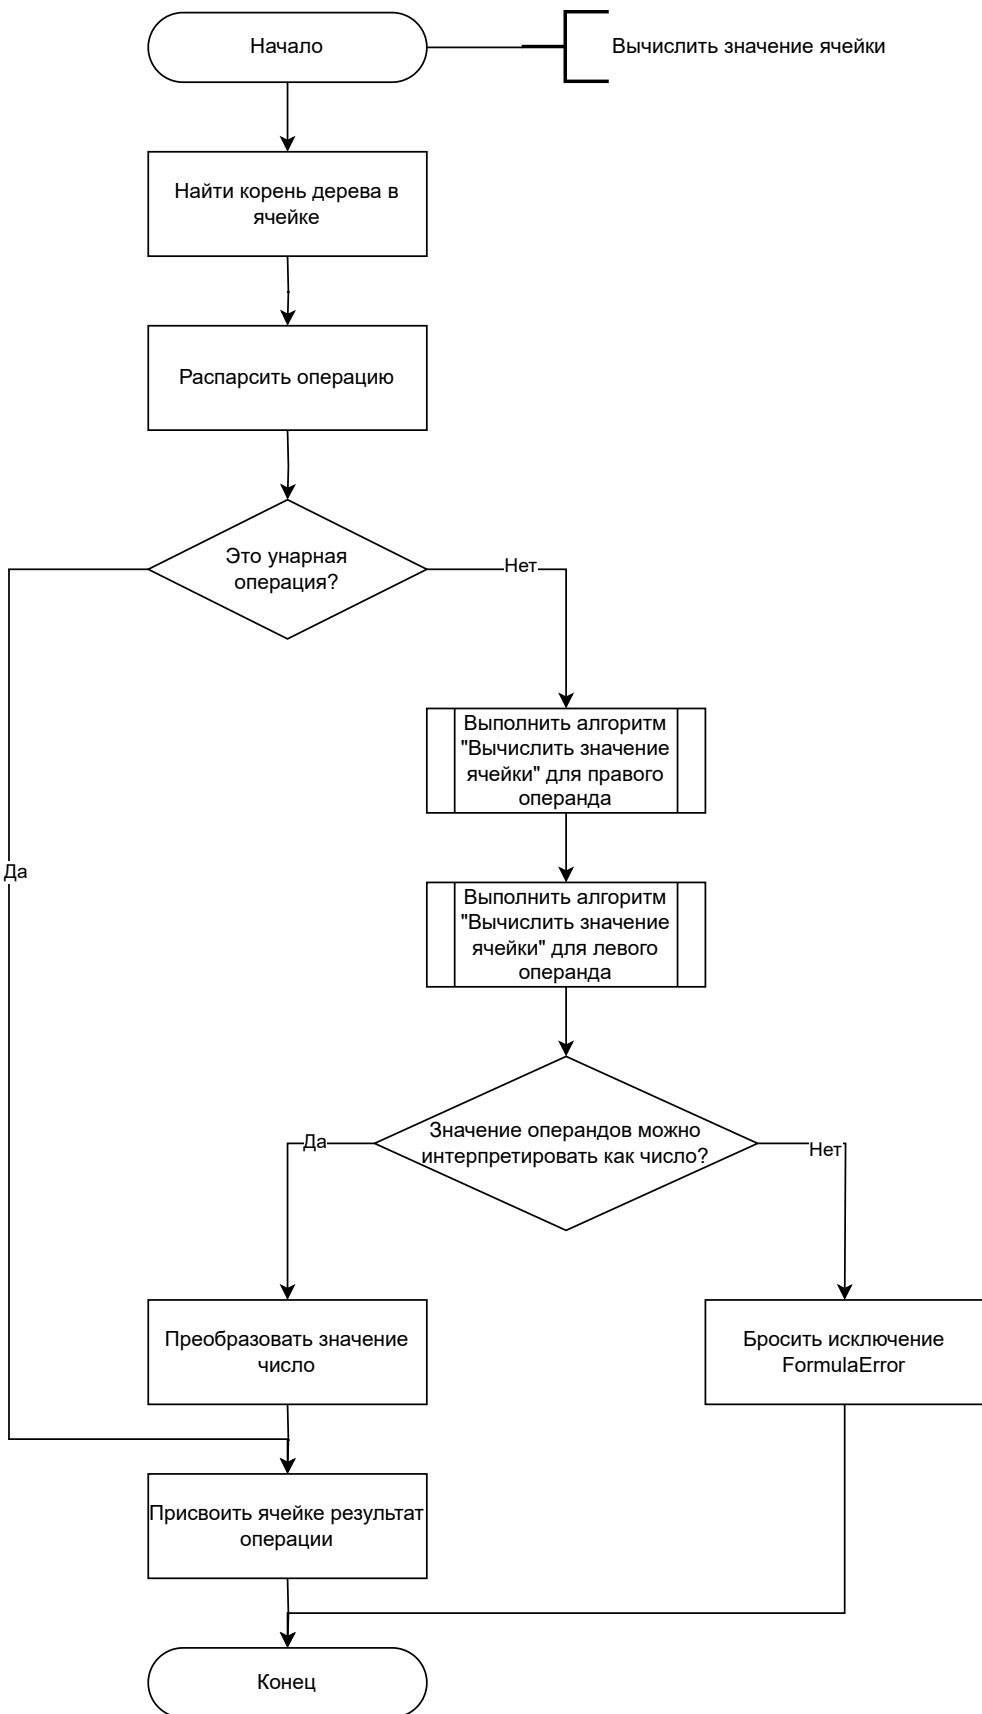 Начало
Вычислить значение ячейки
Найти корень дерева в
ячейке
Распарсить операцию
Это унарная
операция?
Нет
Выполнить алгоритм
"Вычислить значение
ячейки" для правого
операнда
Да
Выполнить алгоритм
"Вычислить значение
ячейки" для левого
операнда
Значение операндов можно
интерпретировать как число?
Да
Нет
Преобразовать значение
число
Бросить исключение
FormulaError
Присвоить ячейке результат
операции
Конец